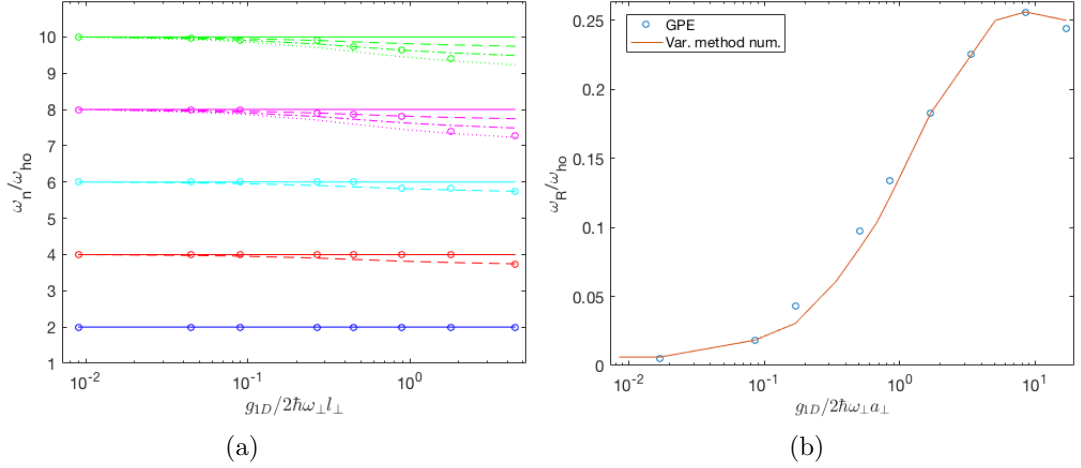 10
9
8
7
6
5
4
3
2
1
ω_n/ω_ho
10^-2
10^-1
10^0
g_1D/2ħω_⊥l_⊥
(a)
GPE
Var. method num.
0.25
0.2
0.15
0.1
0.05
0
ω_R/ω_ho
10^-2
10^-1
10^0
10^1
g_1D/2ħω_⊥a_⊥
(b)